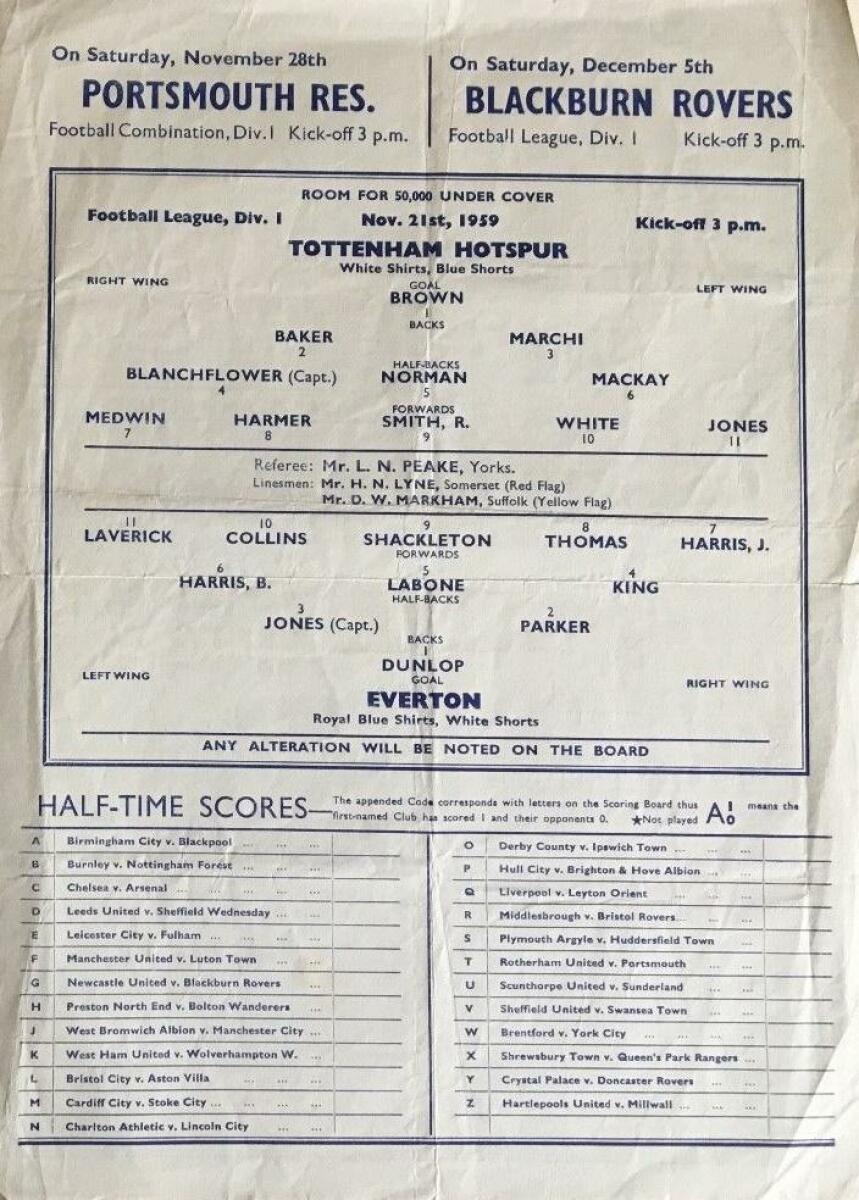 On Saturday, November 28th
PORTSMOUTH RES.
Football Combination, Div. I Kick-off 3 p.m.
On Saturday, December 5th
BLACKBURN ROVERS
Football League, Div. I Kick-off 3 p.m.
ROOM FOR 50,000 UNDER COVER
Football League, Div. I Nov. 21st, 1959 Kick-off 3 p.m.
TOTTENHAM HOTSPUR
White Shirts, Blue Shorts
RIGHT WING GOAL LEFT WING
BROWN
1
BACKS
BAKER MARCHI
2 3
HALF-BACKS
BLANCHFLOWER (Capt.) NORMAN MACKAY
4 5 6
FORWARDS
MEDWIN HARMER SMITH, R. WHITE JONES
7 8 9 10 11
Referee: Mr. L. N. PEAKE, Yorks.
Linesmen: Mr. H. N. LYNE, Somerset (Red Flag)
Mr. D. W. MARKHAM, Suffolk (Yellow Flag)
11 10 9 8 7
LAVERICK COLLINS SHACKLETON THOMAS HARRIS, J.
FORWARDS
6 5 4
HARRIS, B. LABONE KING
HALF-BACKS
3 2
JONES (Capt.) PARKER
BACKS
1
DUNLOP
LEFT WING GOAL RIGHT WING
EVERTON
Royal Blue Shirts, White Shorts
ANY ALTERATION WILL BE NOTED ON THE BOARD
HALF-TIME SCORES—The appended Code corresponds with letters on the Scoring Board thus A 1 0 means the
first-named Club has scored 1 and their opponents 0. ★Not played
A Birmingham City v. Blackpool ... ... ...
B Burnley v. Nottingham Forest ... ... ...
C Chelsea v. Arsenal ... ... ... ...
D Leeds United v. Sheffield Wednesday ... ...
E Leicester City v. Fulham ... ... ... ...
F Manchester United v. Luton Town ... ...
G Newcastle United v. Blackburn Rovers ...
H Preston North End v. Bolton Wanderers ...
J West Bromwich Albion v. Manchester City ...
K West Ham United v. Wolverhampton W. ...
L Bristol City v. Aston Villa ... ... ...
M Cardiff City v. Stoke City ... ... ... ...
N Charlton Athletic v. Lincoln City ... ...
O Derby County v. Ipswich Town ... ... ...
P Hull City v. Brighton & Hove Albion ... ...
Q Liverpool v. Leyton Orient ... ... ...
R Middlesbrough v. Bristol Rovers ... ... ...
S Plymouth Argyle v. Huddersfield Town ...
T Rotherham United v. Portsmouth ... ...
U Scunthorpe United v. Sunderland ... ...
V Sheffield United v. Swansea Town ... ...
W Brentford v. York City ... ... ... ...
X Shrewsbury Town v. Queen's Park Rangers ...
Y Crystal Palace v. Doncaster Rovers ... ...
Z Hartlepools United v. Millwall ... ... ...